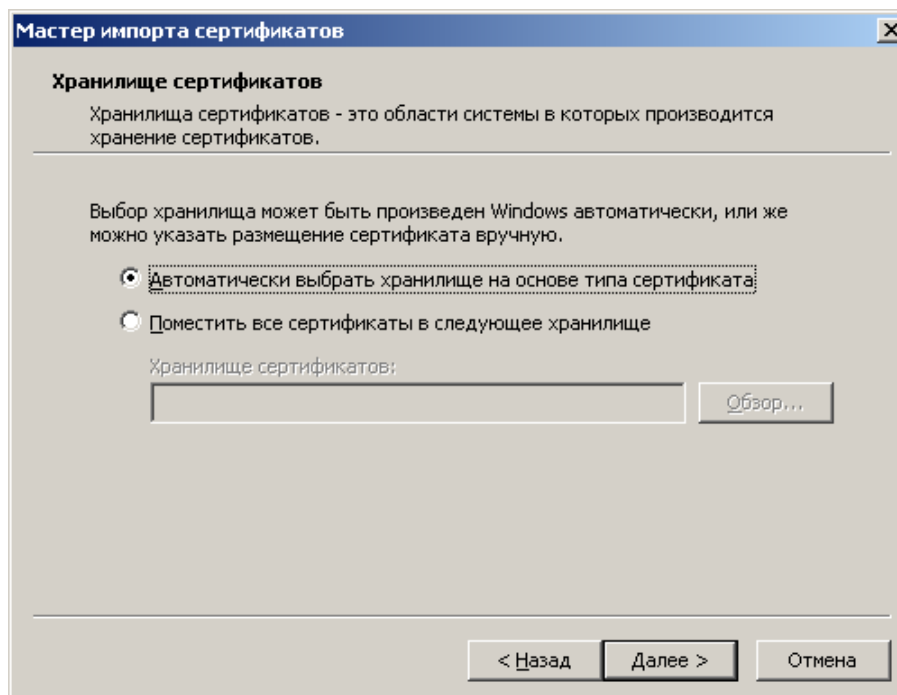 Мастер импорта сертификатов
Хранилище сертификатов
Хранилища сертификатов - это области системы в которых производится
хранение сертификатов.
Выбор хранилища может быть произведен Windows автоматически, или же
можно указать размещение сертификата вручную.
Автоматически выбрать хранилище на основе типа сертификата
Поместить все сертификаты в следующее хранилище
Хранилище сертификатов:
Обзор...
< Назад Далее > Отмена